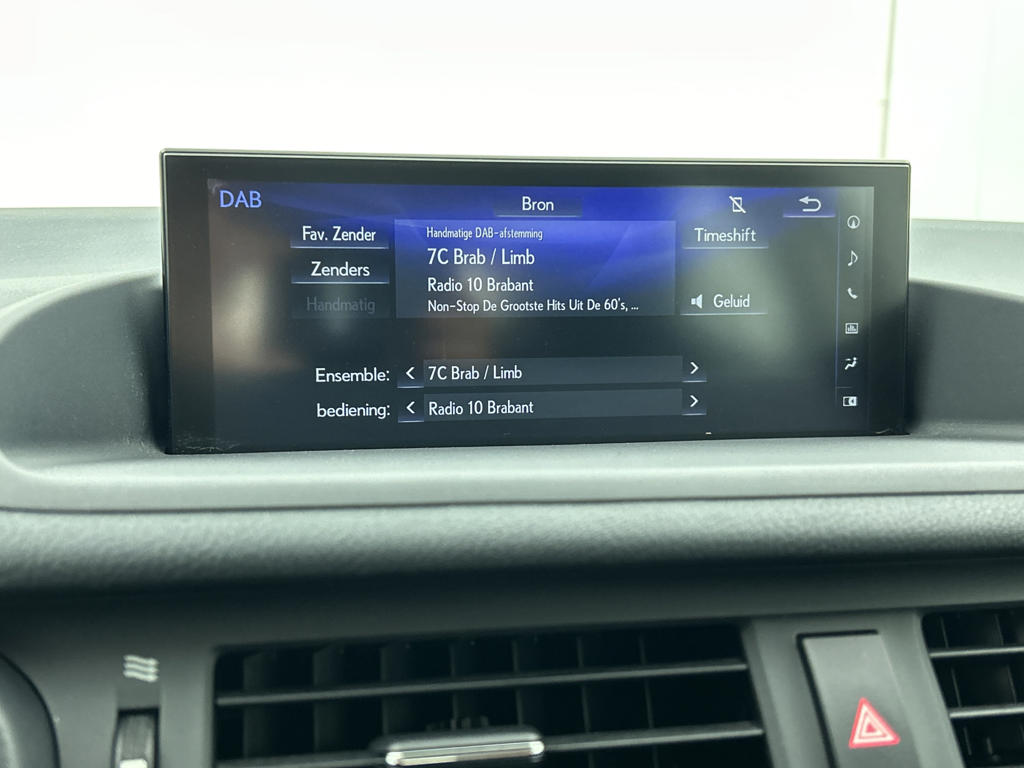 DAB
Bron
Fav. Zender
Handmatige DAB-afstemming
Timeshift
7C Brab / Limb
Zenders
Radio 10 Brabant
Handmatig
Non-Stop De Grootste Hits Uit De 60's, ...
Geluid
Ensemble: < 7C Brab / Limb >
bediening: < Radio 10 Brabant >